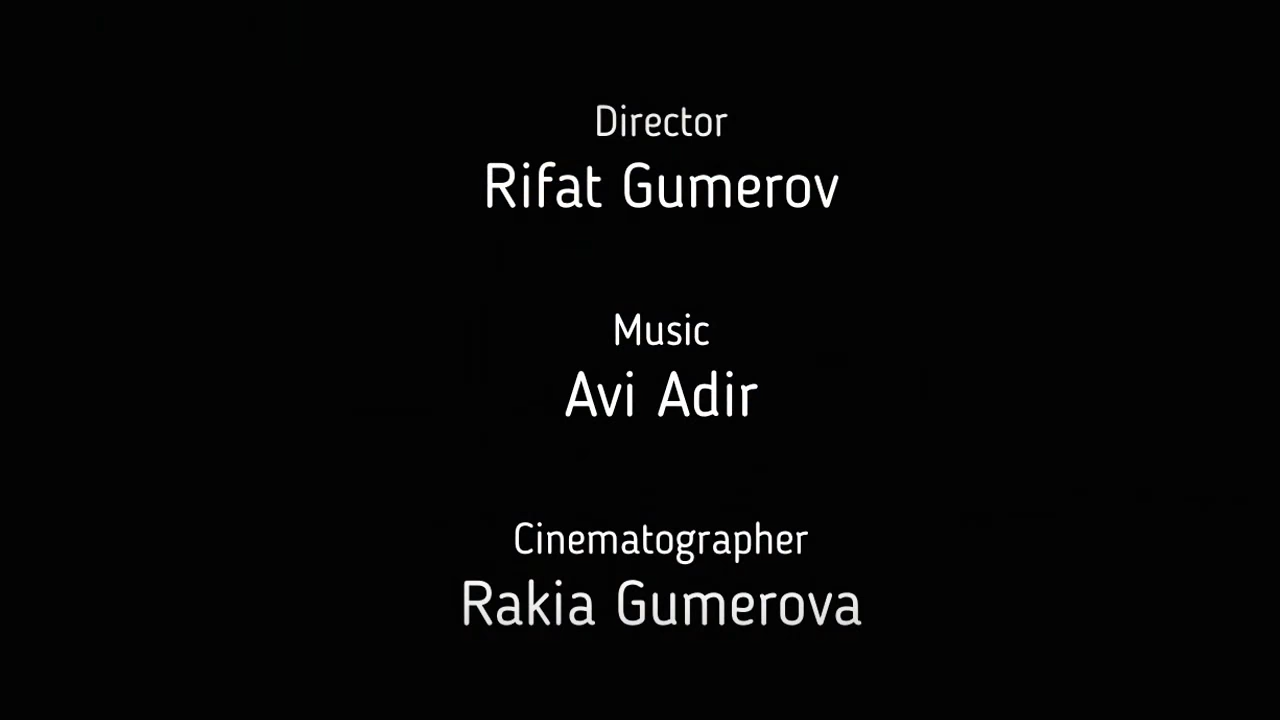 Director
Rifat Gumerov
Music
Avi Adir
Cinematographer
Rakia Gumerova